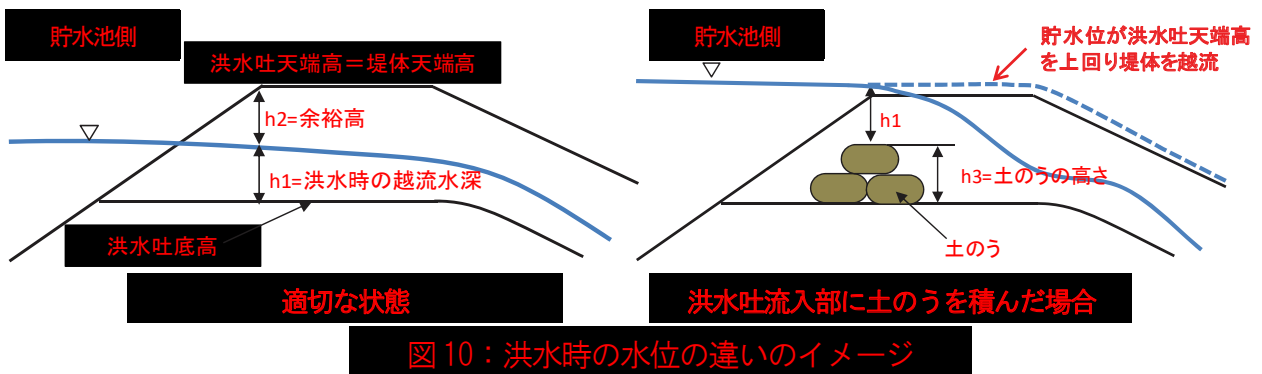 貯水池側
洪水吐天端高＝堤体天端高
h2=余裕高
h1=洪水時の越流水深
洪水吐底高
適切な状態
貯水池側
貯水位が洪水吐天端高
を上回り堤体を越流
h1
h3=土のうの高さ
土のう
洪水吐流入部に土のうを積んだ場合
図10：洪水時の水位の違いのイメージ